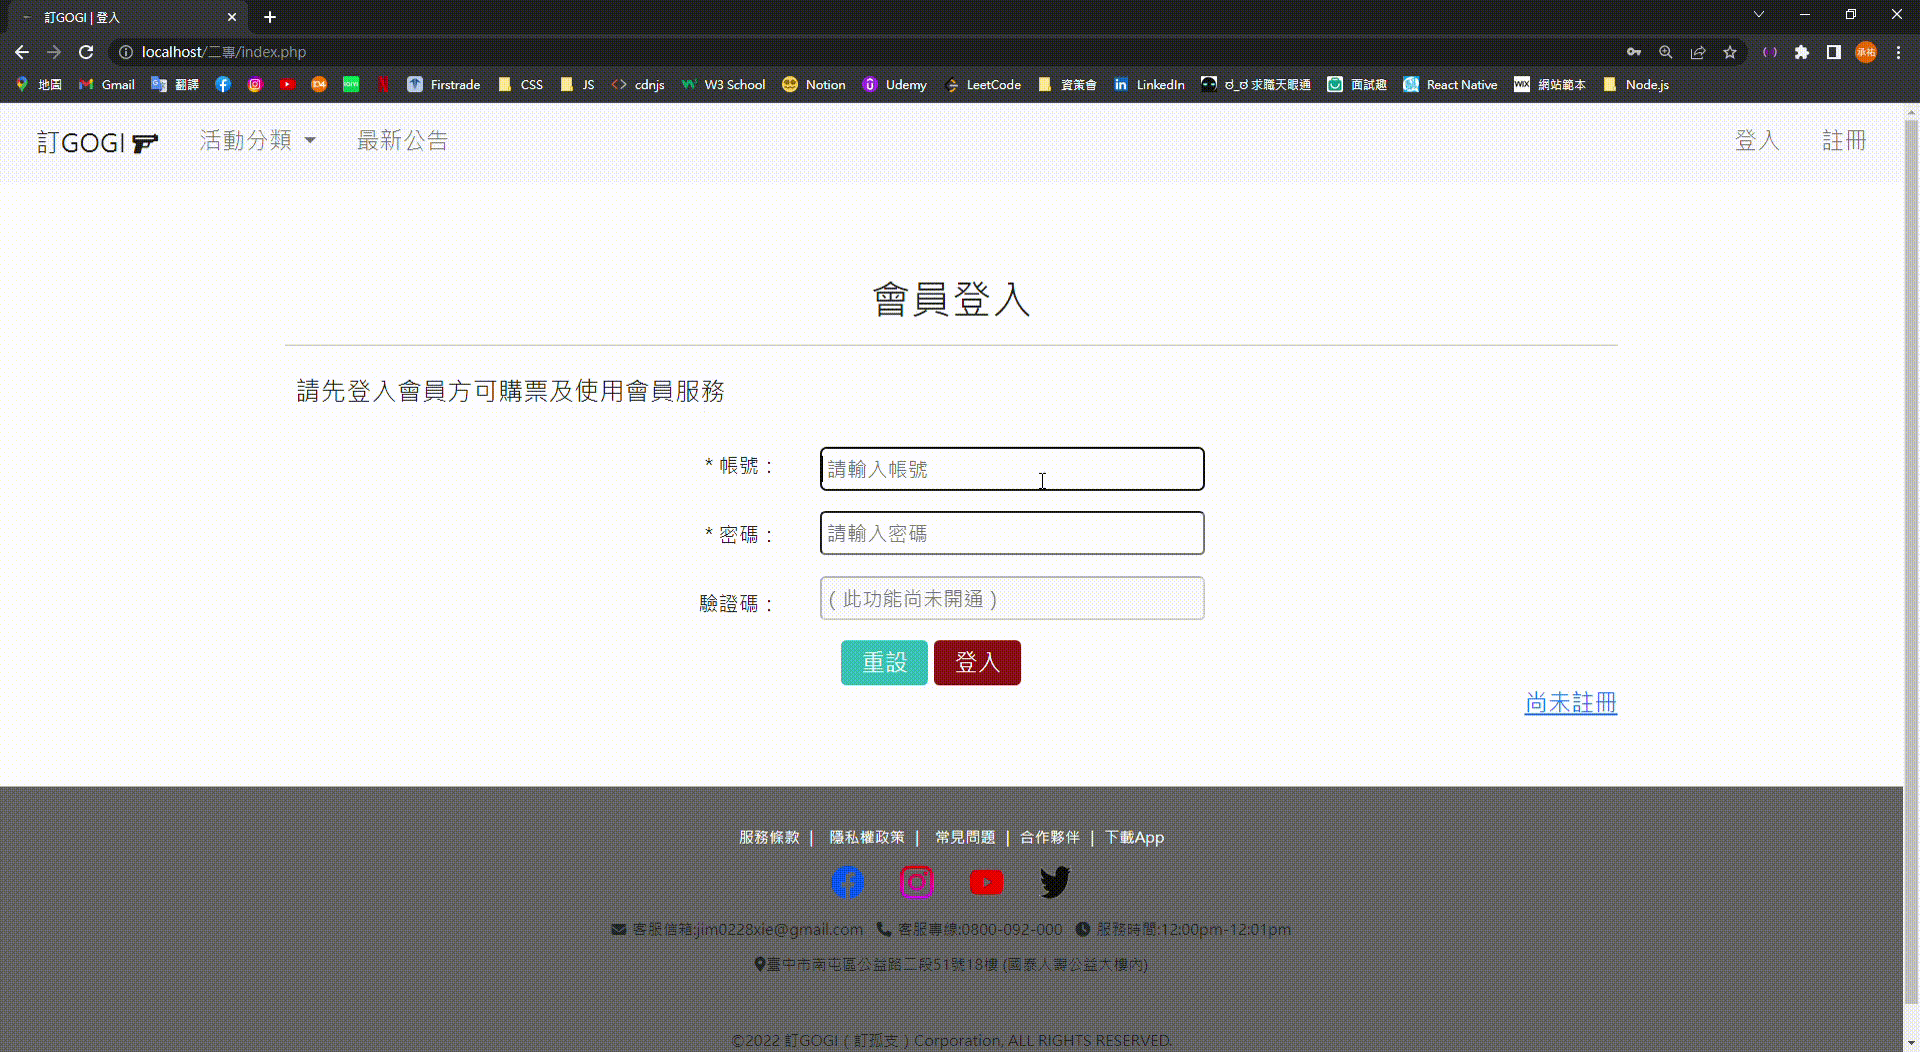 訂GOGI | 登入
localhost/二專/index.php
承祐
地圖 Gmail 翻譯 Firstrade CSS JS cdnjs W3 School Notion Udemy LeetCode 資策會 LinkedIn ಠ_ಠ 求職天眼通 面試趣 React Native WIX 網站範本 Node.js
訂GOGI 活動分類 最新公告 登入 註冊
會員登入
請先登入會員方可購票及使用會員服務
* 帳號： 請輸入帳號
* 密碼： 請輸入密碼
驗證碼： ( 此功能尚未開通 )
重設 登入
尚未註冊
服務條款 | 隱私權政策 | 常見問題 | 合作夥伴 | 下載App
客服信箱:jim0228xie@gmail.com 客服專線:0800-092-000 服務時間:12:00pm-12:01pm
臺中市南屯區公益路二段51號18樓 (國泰人壽公益大樓內)
©2022 訂GOGI ( 訂孤支 ) Corporation, ALL RIGHTS RESERVED.